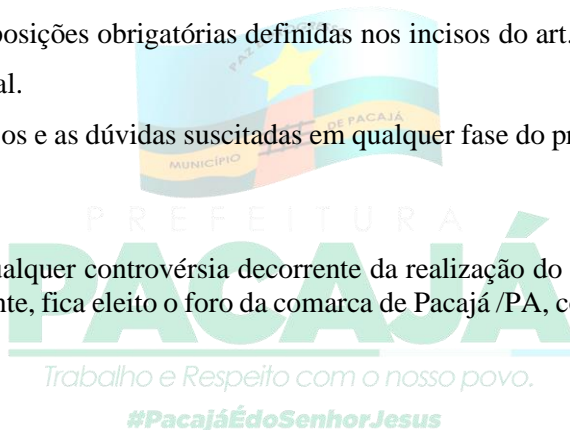 posições obrigatórias definidas nos incisos do art.
al.
os e as dúvidas suscitadas em qualquer fase do pr
ualquer controvérsia decorrente da realização do
nte, fica eleito o foro da comarca de Pacajá /PA, c
MUNICÍPIO DE PACAJÁ
PREFEITURA
PACAJÁ
Trabalho e Respeito com o nosso povo.
#PacajáÉdoSenhorJesus